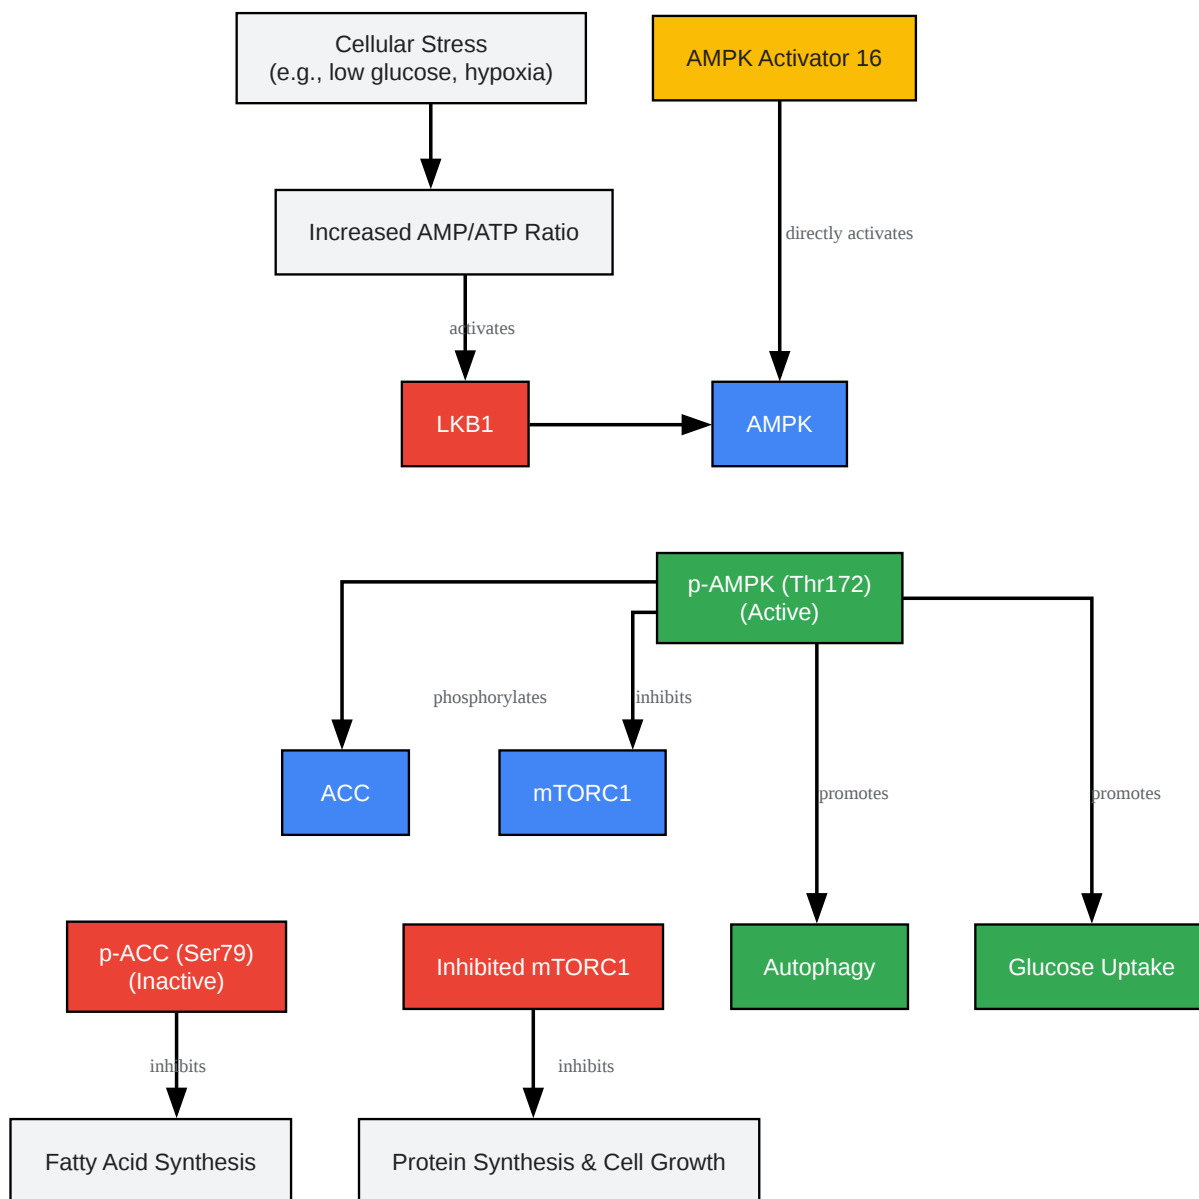 Cellular Stress
(e.g., low glucose, hypoxia)
AMPK Activator 16
Increased AMP/ATP Ratio
directly activates
activates
LKB1
AMPK
p-AMPK (Thr172)
(Active)
phosphorylates
inhibits
ACC
mTORC1
promotes
promotes
p-ACC (Ser79)
(Inactive)
Inhibited mTORC1
Autophagy
Glucose Uptake
inhibits
inhibits
Fatty Acid Synthesis
Protein Synthesis & Cell Growth